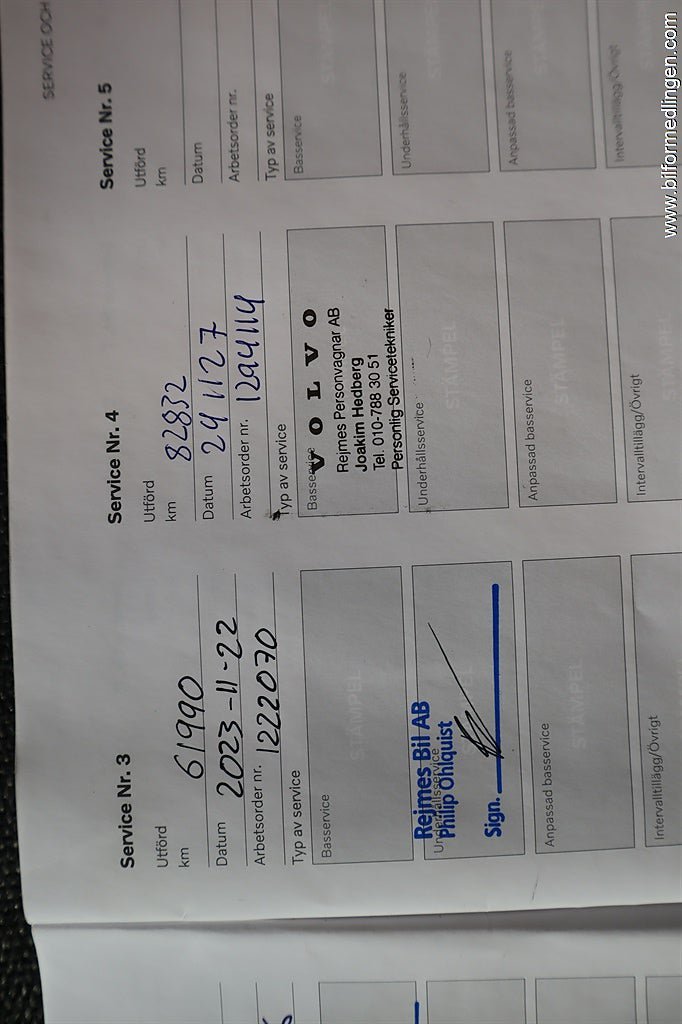 SERVICE OCH
Service Nr. 3
Utförd
km 61990
Datum 2023-11-22
Arbetsorder nr. 1222070
Typ av service
Basservice
STÄMPEL
Underhållsservice
Rejmes Bil AB
Philip Ohlquist
Sign.
Anpassad basservice
STÄMPEL
Intervalltillägg/Övrigt
Service Nr. 4
Utförd
km 82832
Datum 241127
Arbetsorder nr. 1294114
Typ av service
Basservice
VOLVO
Rejmes Personvagnar AB
Joakim Hedberg
Tel. 010-788 30 51
Personlig Servicetekniker
Underhållsservice
STÄMPEL
Anpassad basservice
STÄMPEL
Intervalltillägg/Övrigt
STÄMPEL
Service Nr. 5
Utförd
km
Datum
Arbetsorder nr.
Typ av service
Basservice
STÄMPEL
Underhållsservice
STÄMPEL
Anpassad basservice
STÄMPEL
Intervalltillägg/Övrigt
www.bilformedlingen.com